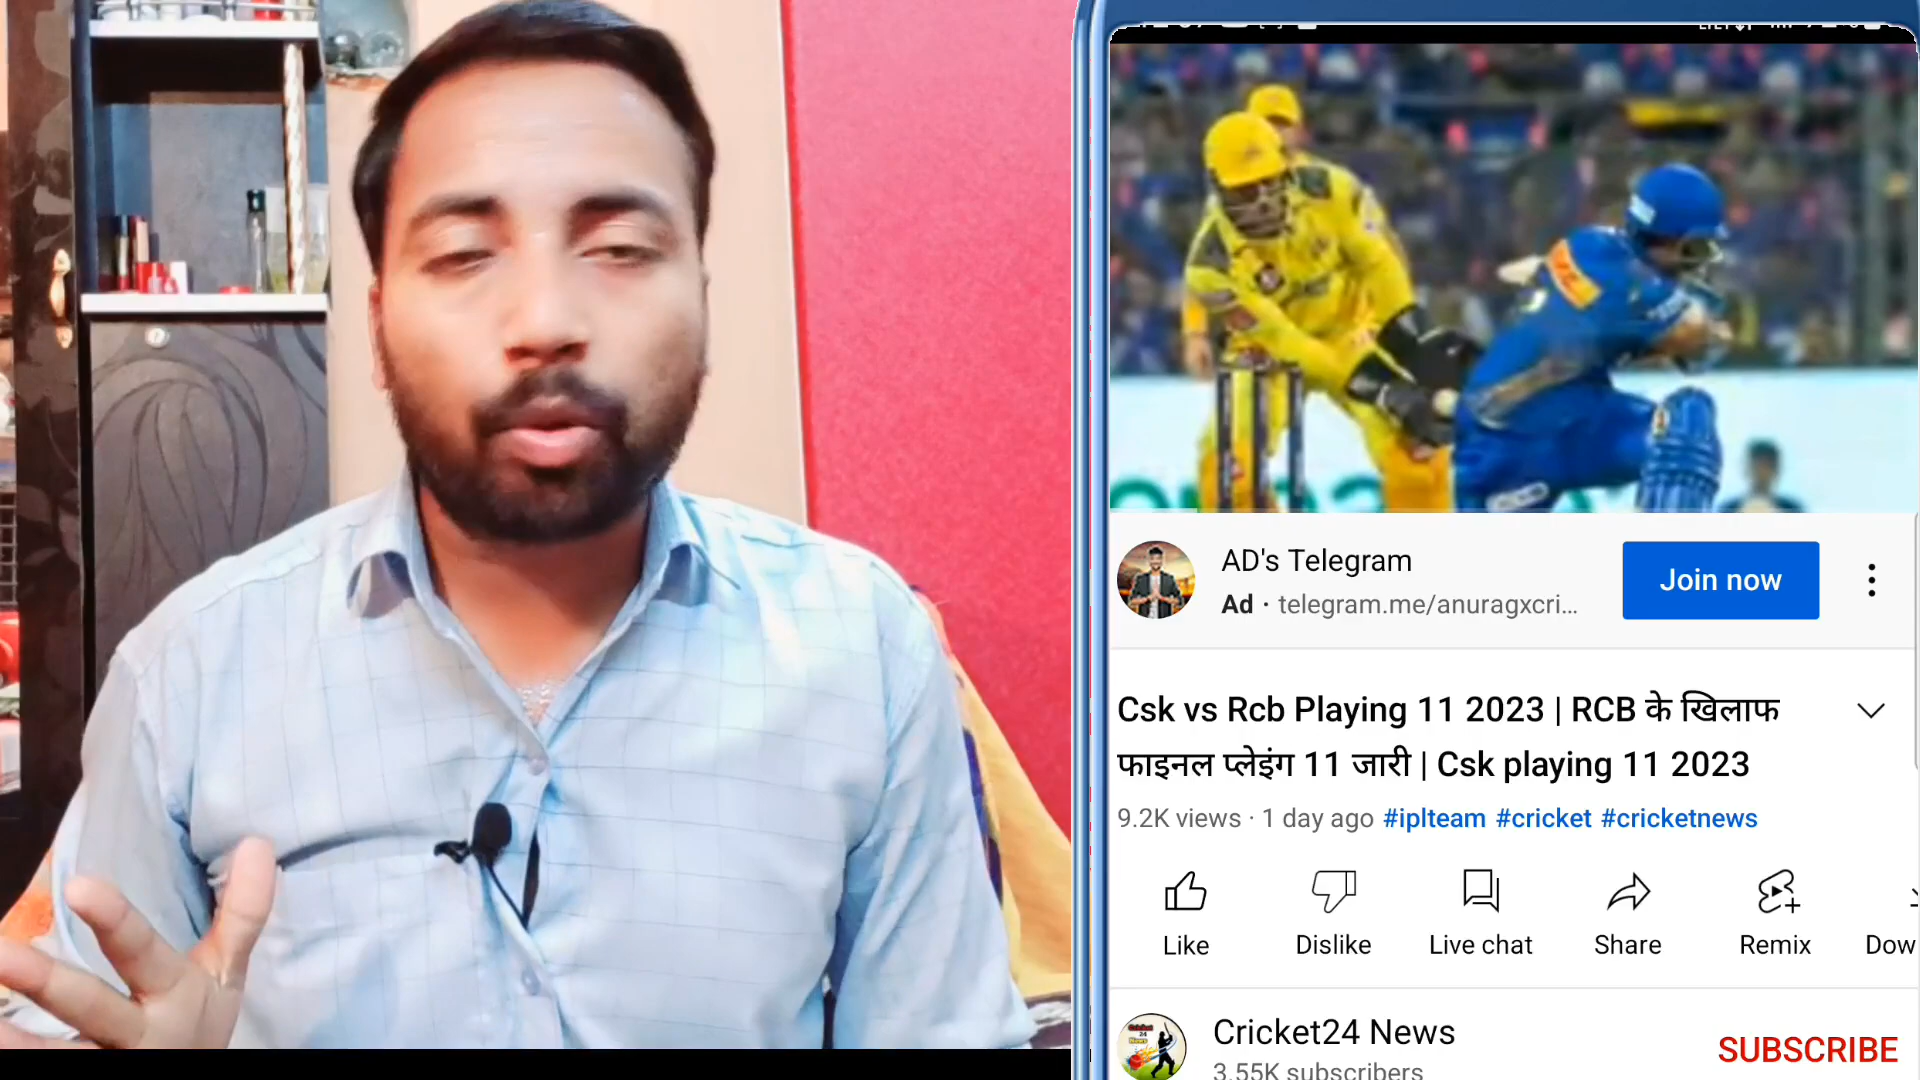 AD's Telegram
Join now
Ad · telegram.me/anuragxcri...
Csk vs Rcb Playing 11 2023 | RCB के खिलाफ
फाइनल प्लेइंग 11 जारी | Csk playing 11 2023
9.2K views · 1 day ago #iplteam #cricket #cricketnews
Like
Dislike
Live chat
Share
Remix
Dow
Cricket24 News
SUBSCRIBE
3.55K subscribers